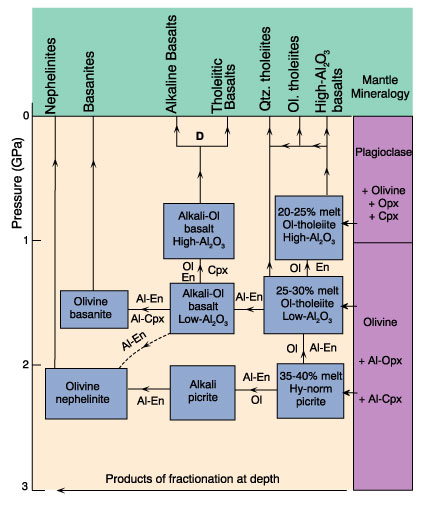 Nephelinites
Basanites
Alkaline Basalts
Tholeiitic
Basalts
Qtz. tholeiites
Ol. tholeiites
High-Al₂O₃
basalts
Mantle
Mineralogy
Pressure (GPa)
0
1
2
3
D
Plagioclase
+ Olivine
+ Opx
+ Cpx
Alkali-Ol
basalt
High-Al₂O₃
20-25% melt
Ol-tholeiite
High-Al₂O₃
Ol
En
Cpx
Ol
En
Olivine
basanite
Al-En
Al-Cpx
Alkali-Ol
basalt
Low-Al₂O₃
Al-En
25-30% melt
Ol-tholeiite
Low-Al₂O₃
Olivine
+ Al-Opx
+ Al-Cpx
Al-En
Ol
Al-En
Olivine
nephelinite
Al-En
Alkali
picrite
Al-En
Ol
35-40% melt
Hy-norm
picrite
Products of fractionation at depth